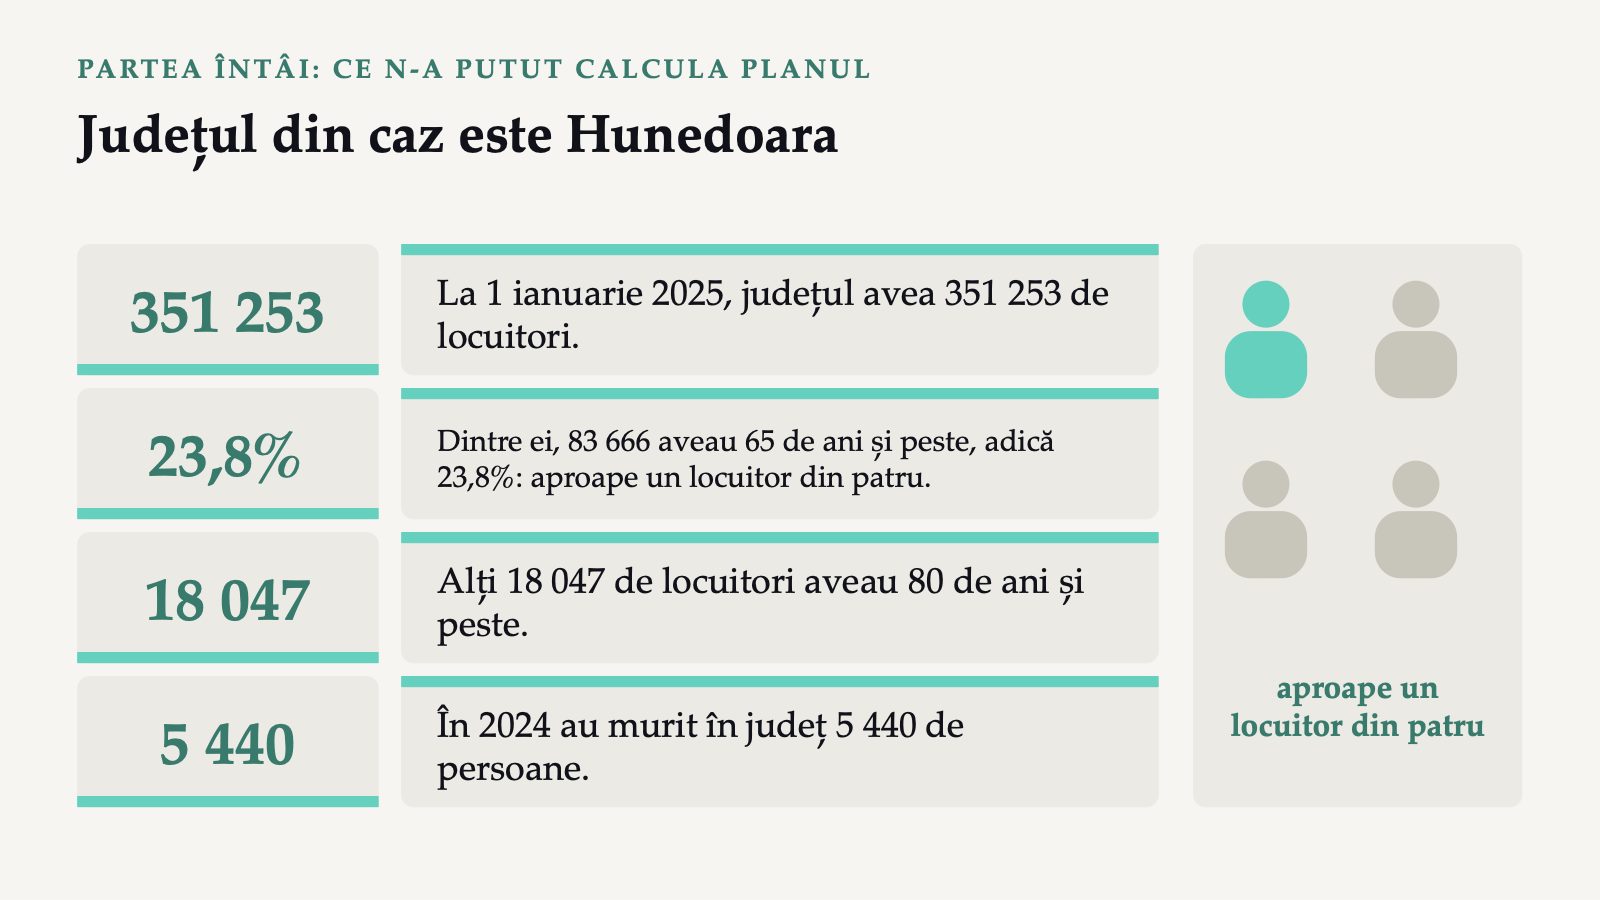 PARTEA ÎNTÂI: CE N-A PUTUT CALCULA PLANUL
Județul din caz este Hunedoara
351 253
La 1 ianuarie 2025, județul avea 351 253 de
locuitori.
23,8%
Dintre ei, 83 666 aveau 65 de ani și peste, adică
23,8%: aproape un locuitor din patru.
18 047
Alți 18 047 de locuitori aveau 80 de ani și
peste.
5 440
În 2024 au murit în județ 5 440 de
persoane.
aproape un
locuitor din patru